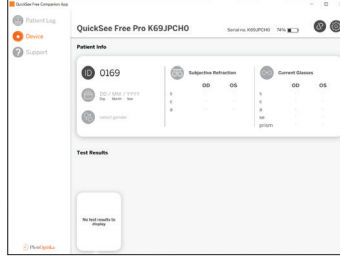 QuickSee Free Companion App
Patient Log
Device
Support
QuickSee Free Pro K69JPCHO
Serial no. K69JPCHO 74%
Patient Info
ID 0169
DD / MM / YYYY
Day Month Year
select gender
Subjective Refraction
OD OS
s
c
a
Current Glasses
OD OS
s
c
a
se
prism
Test Results
No test results to
display
PlenOptika